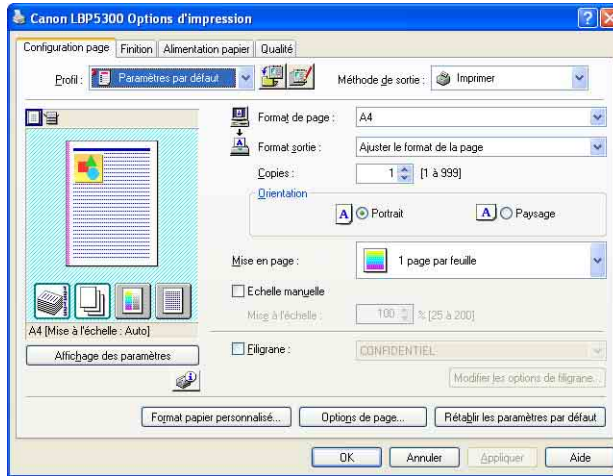 Canon LBP5300 Options d'impression
Configuration page Finition Alimentation papier Qualité
Profil : Paramètres par défaut Méthode de sortie : Imprimer
Format de page : A4
Format sortie : Ajuster le format de la page
Copies : 1 [1 à 999]
Orientation
A Portrait A Paysage
Mise en page : 1 page par feuille
Echelle manuelle
Mise à l'échelle : 100 % [25 à 200]
A4 [Mise à l'échelle : Auto]
Affichage des paramètres
Filigrane : CONFIDENTIEL
Modifier les options de filigrane...
Format papier personnalisé... Options de page... Rétablir les paramètres par défaut
OK Annuler Appliquer Aide